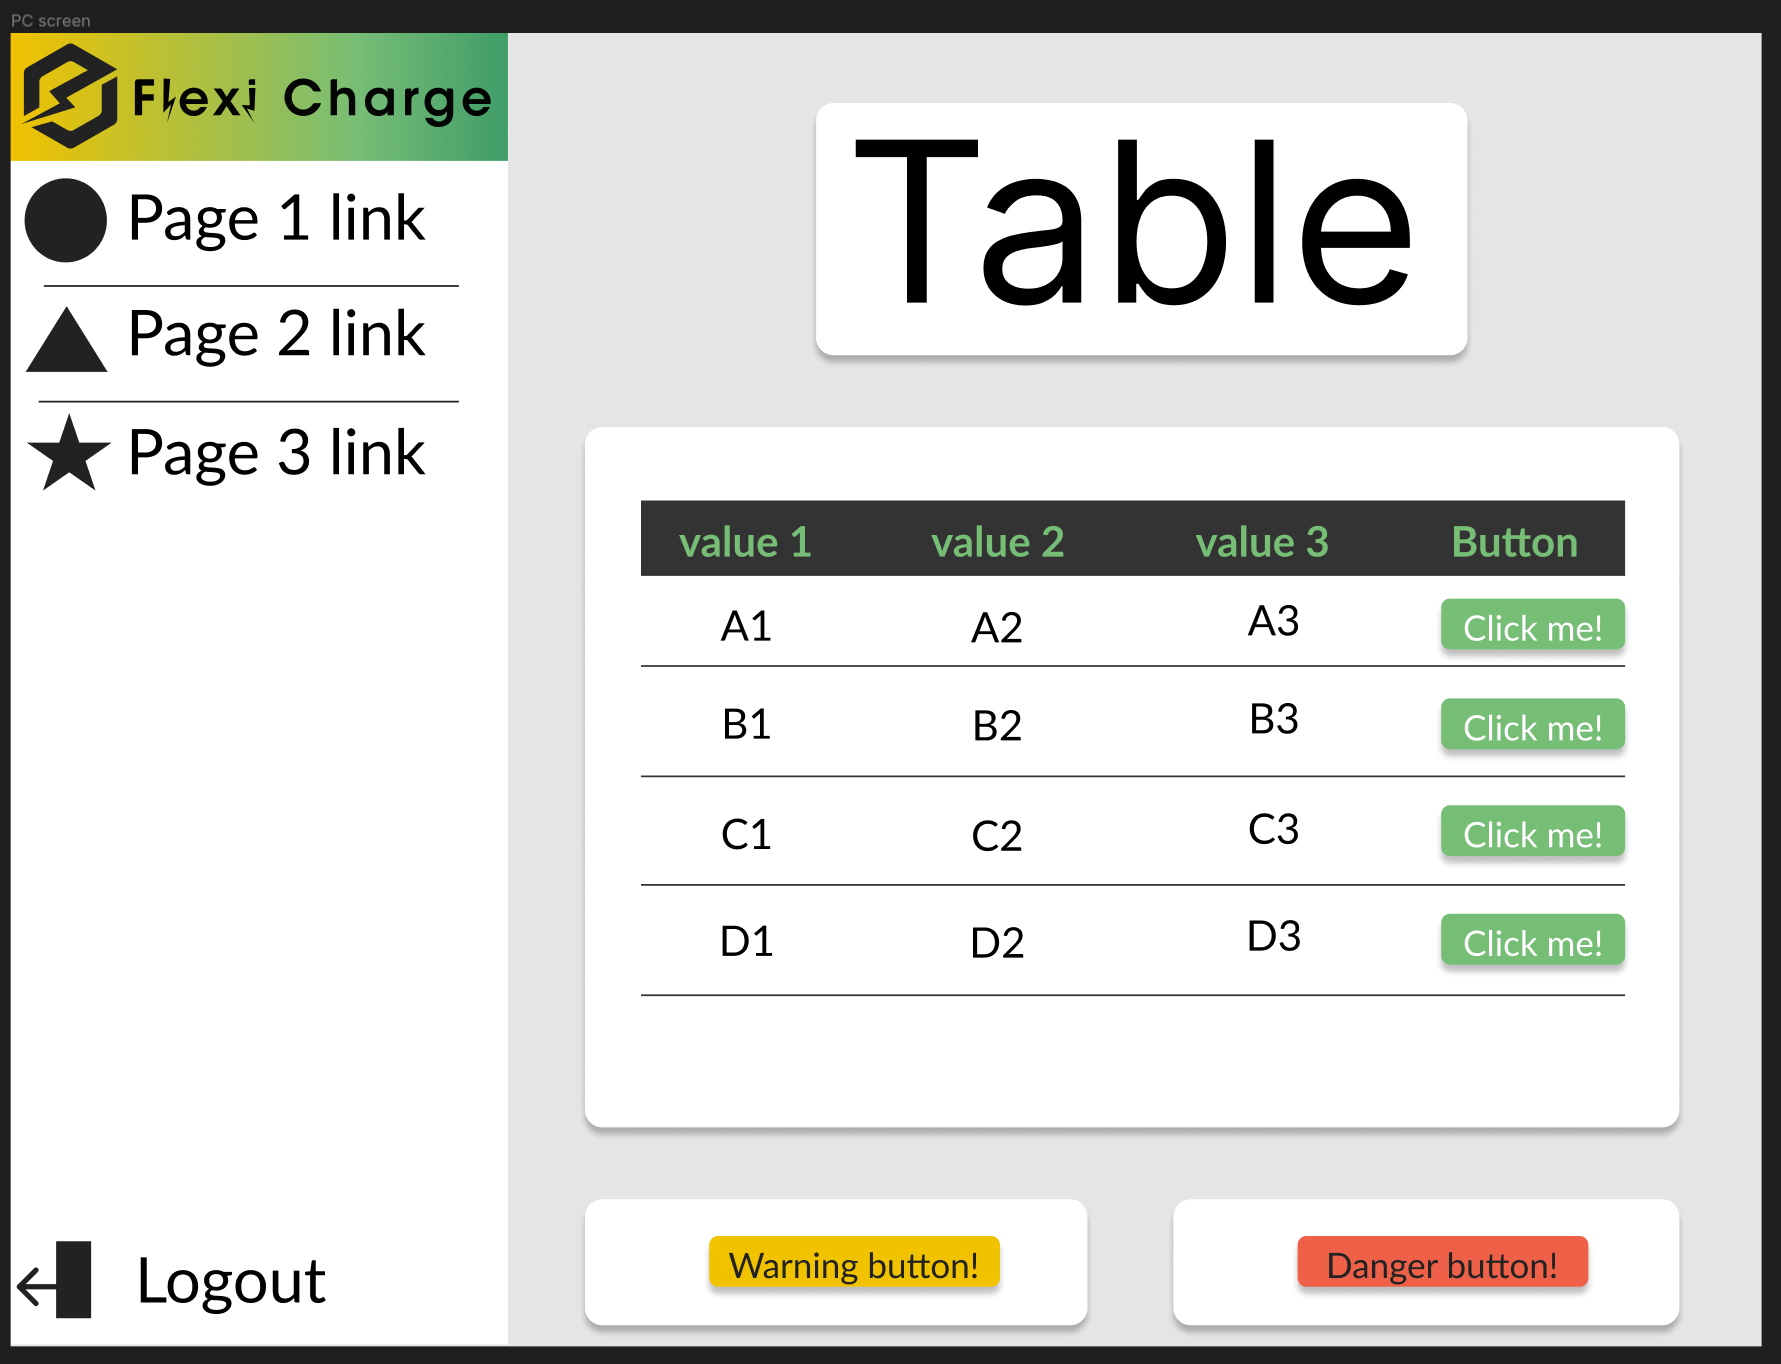 PC screen
Flexi Charge
Page 1 link
Page 2 link
Page 3 link
Logout
Table
value 1 value 2 value 3 Button
A1 A2 A3 Click me!
B1 B2 B3 Click me!
C1 C2 C3 Click me!
D1 D2 D3 Click me!
Warning button! Danger button!